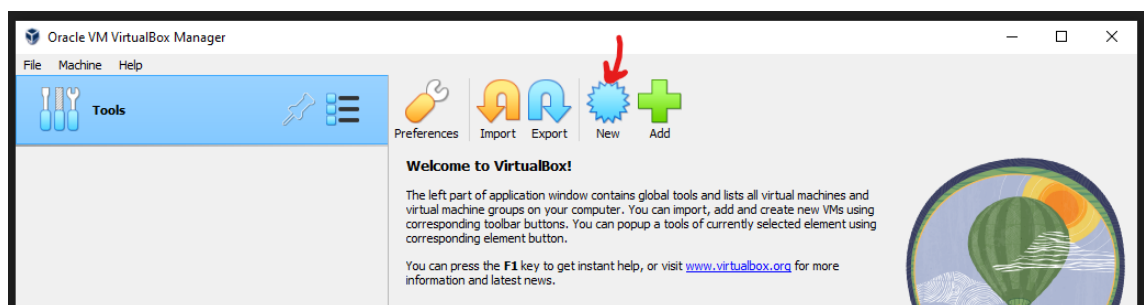 Oracle VM VirtualBox Manager
File Machine Help
Tools
Preferences Import Export New Add
Welcome to VirtualBox!
The left part of application window contains global tools and lists all virtual machines and
virtual machine groups on your computer. You can import, add and create new VMs using
corresponding toolbar buttons. You can popup a tools of currently selected element using
corresponding element button.
You can press the F1 key to get instant help, or visit www.virtualbox.org for more
information and latest news.